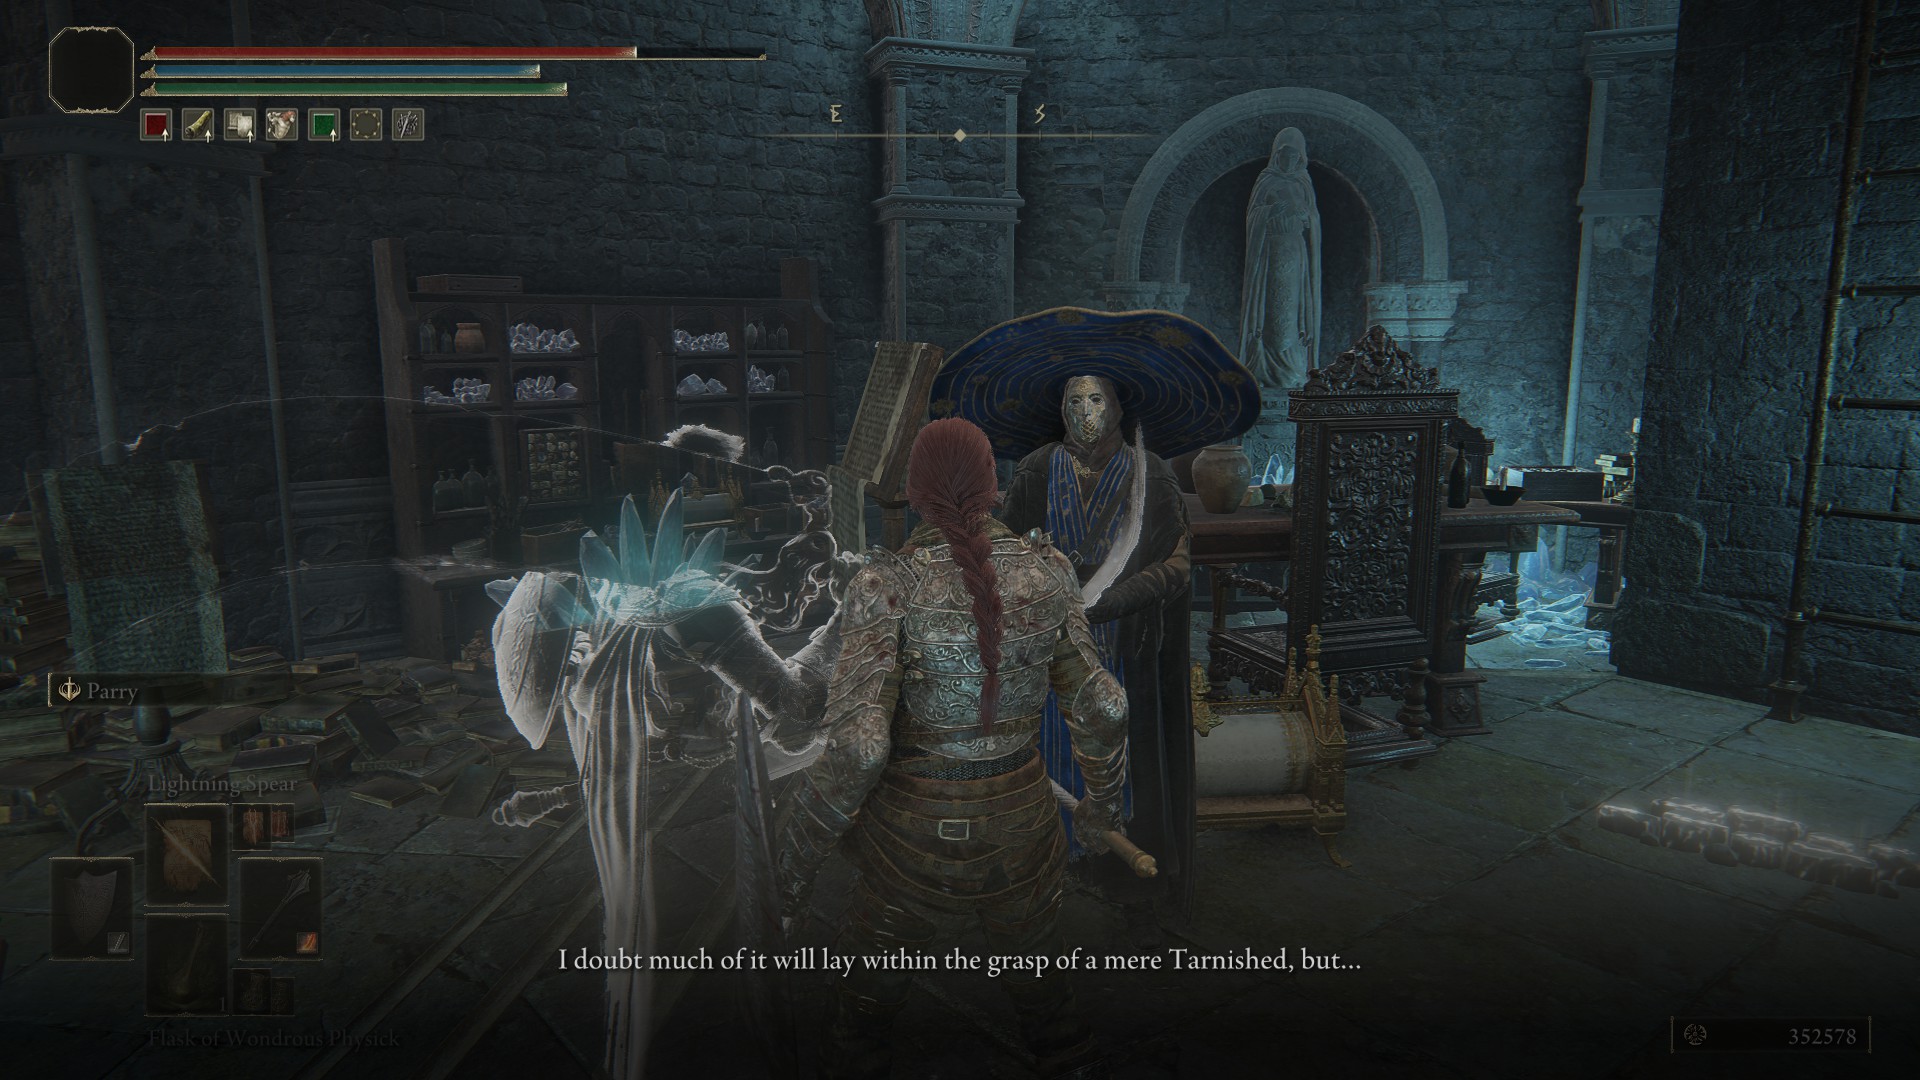 E S
Parry
Lightning Spear
1
Flask of Wondrous Physick
I doubt much of it will lay within the grasp of a mere Tarnished, but...
352578